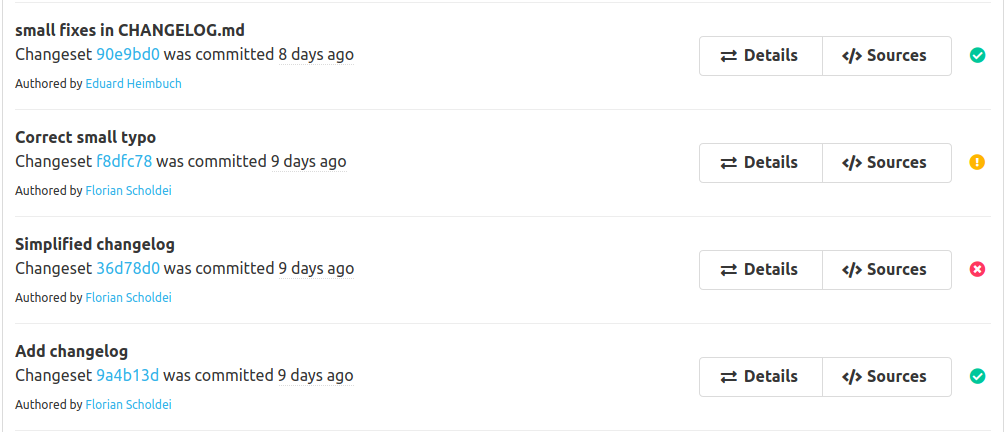 small fixes in CHANGELOG.md
Changeset 90e9bd0 was committed 8 days ago
Details
Sources
Authored by Eduard Heimbuch
Correct small typo
Changeset f8dfc78 was committed 9 days ago
Details
Sources
Authored by Florian Scholdei
Simplified changelog
Changeset 36d78d0 was committed 9 days ago
Details
Sources
Authored by Florian Scholdei
Add changelog
Changeset 9a4b13d was committed 9 days ago
Details
Sources
Authored by Florian Scholdei